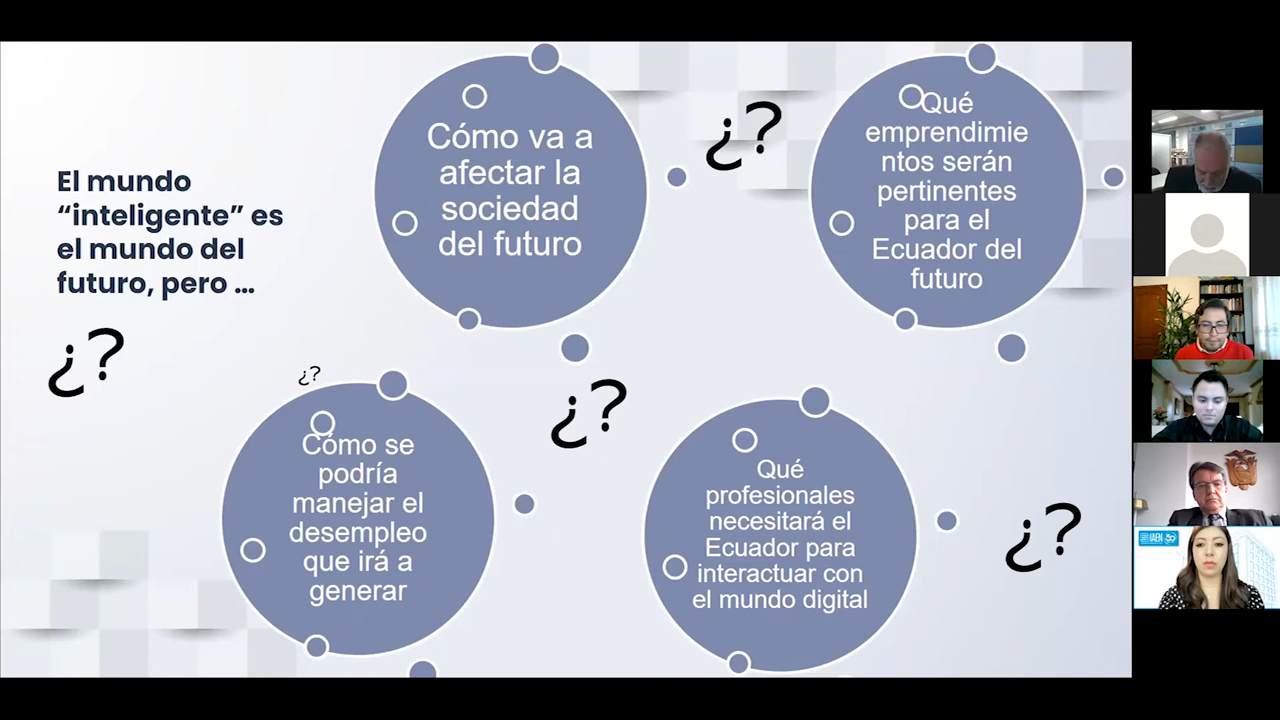 El mundo
“inteligente” es
el mundo del
futuro, pero ...
¿?
Cómo va a
afectar la
sociedad
del futuro
¿?
Qué
emprendimie
ntos serán
pertinentes
para el
Ecuador del
futuro
¿?
Cómo se
podría
manejar el
desempleo
que irá a
generar
¿?
Qué
profesionales
necesitará el
Ecuador para
interactuar con
el mundo digital
¿?
IAEN 50